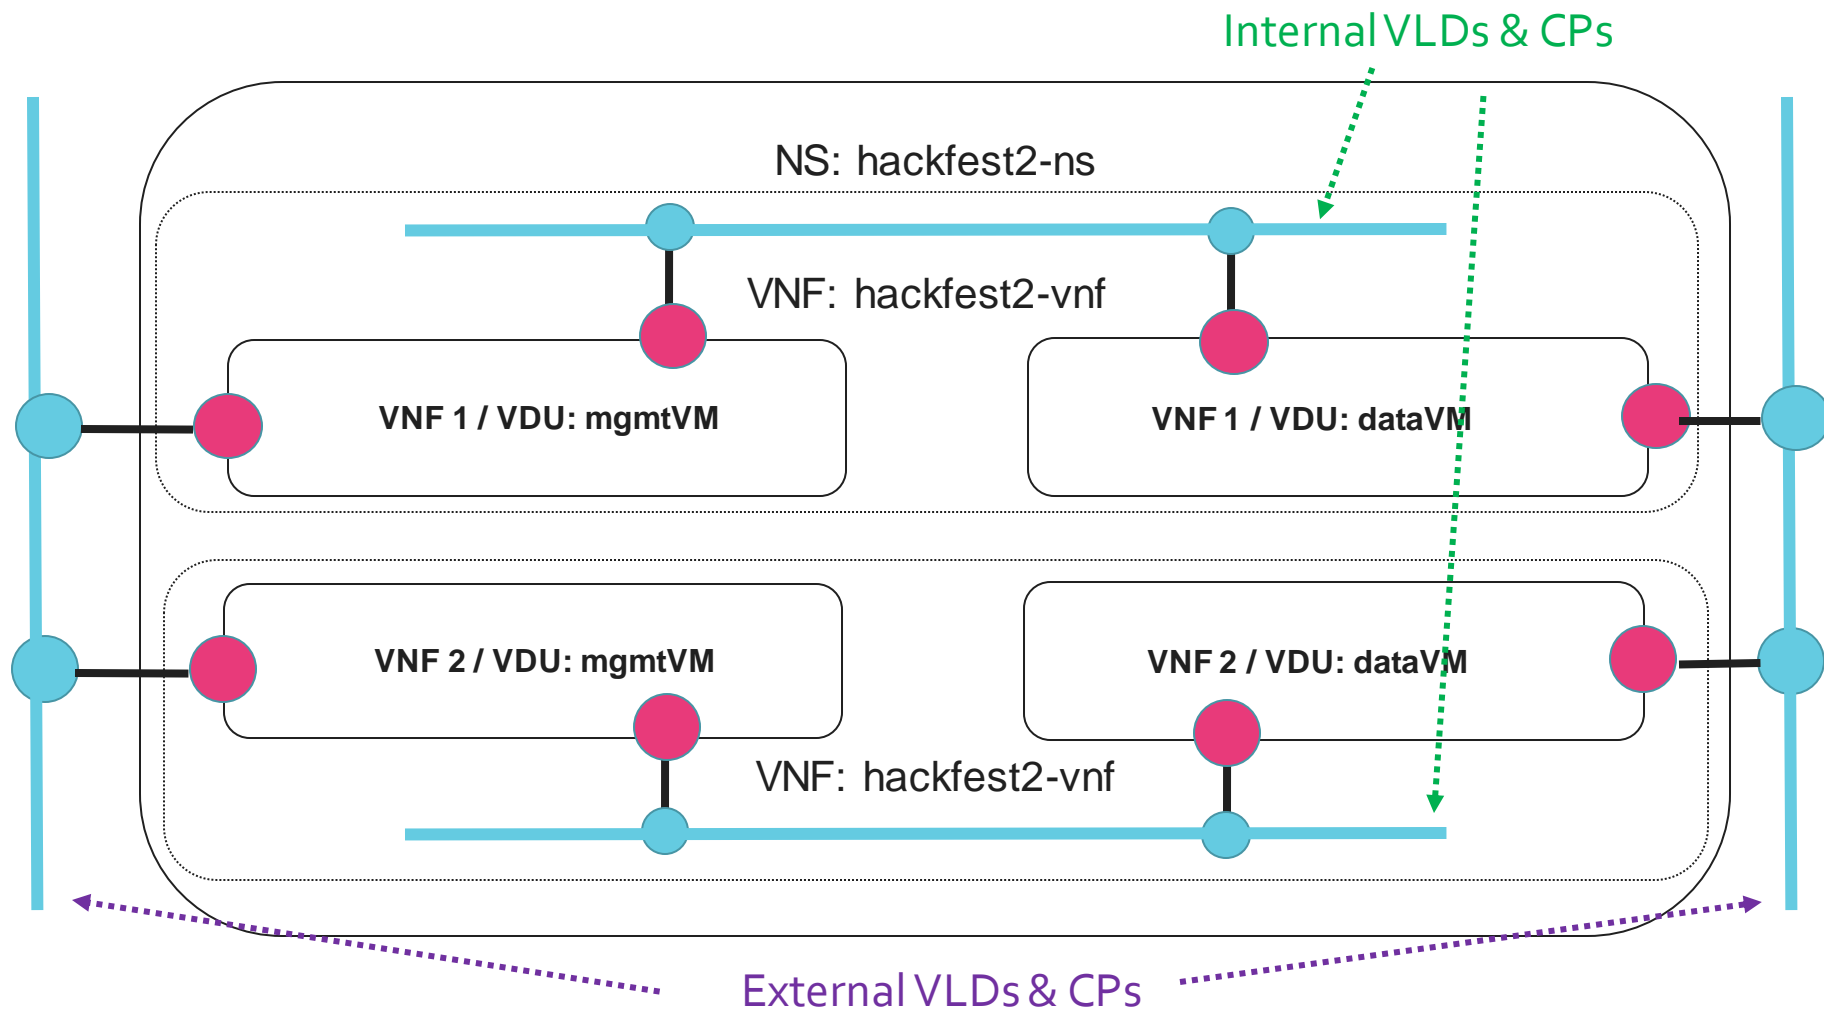 Internal VLDs & CPs
NS: hackfest2-ns
VNF: hackfest2-vnf
VNF 1 / VDU: mgmtVM
VNF 1 / VDU: dataVM
VNF 2 / VDU: mgmtVM
VNF 2 / VDU: dataVM
VNF: hackfest2-vnf
External VLDs & CPs